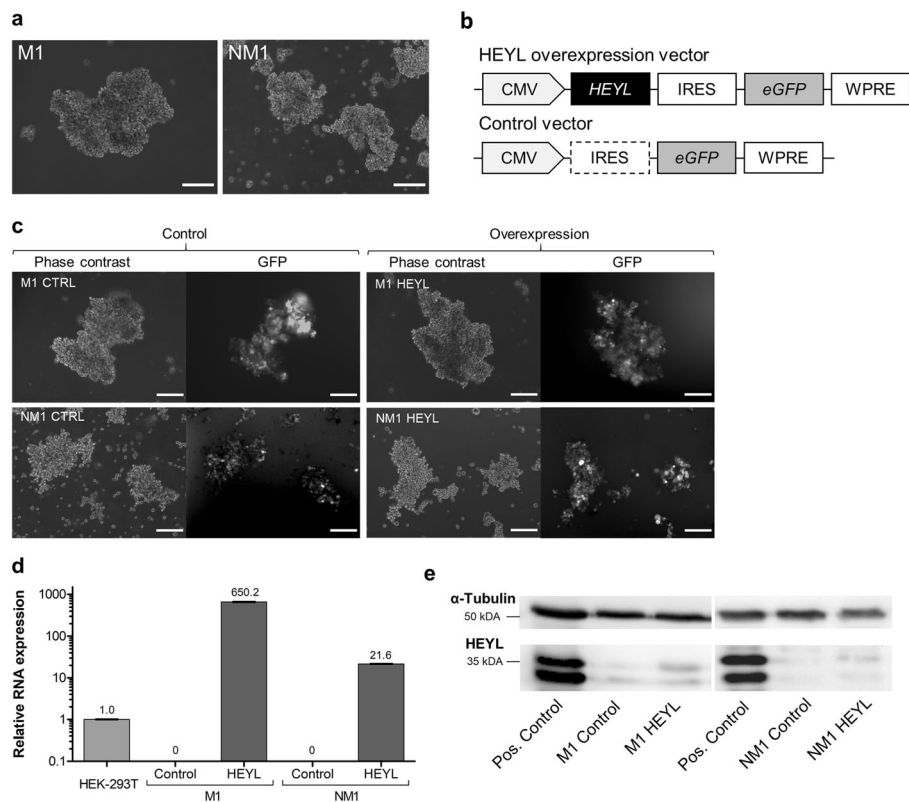 a
M1
NM1
b
HEYL overexpression vector
CMV HEYL IRES eGFP WPRE
Control vector
CMV IRES eGFP WPRE
c
Control
Overexpression
Phase contrast GFP Phase contrast GFP
M1 CTRL
M1 HEYL
NM1 CTRL
NM1 HEYL
d
Relative RNA expression
1000
100
10
1
0.1
1.0
0
650.2
0
21.6
HEK-293T
Control HEYL Control HEYL
M1 NM1
e
α-Tubulin
50 kDA
HEYL
35 kDA
Pos. Control
M1 Control
M1 HEYL
Pos. Control
NM1 Control
NM1 HEYL